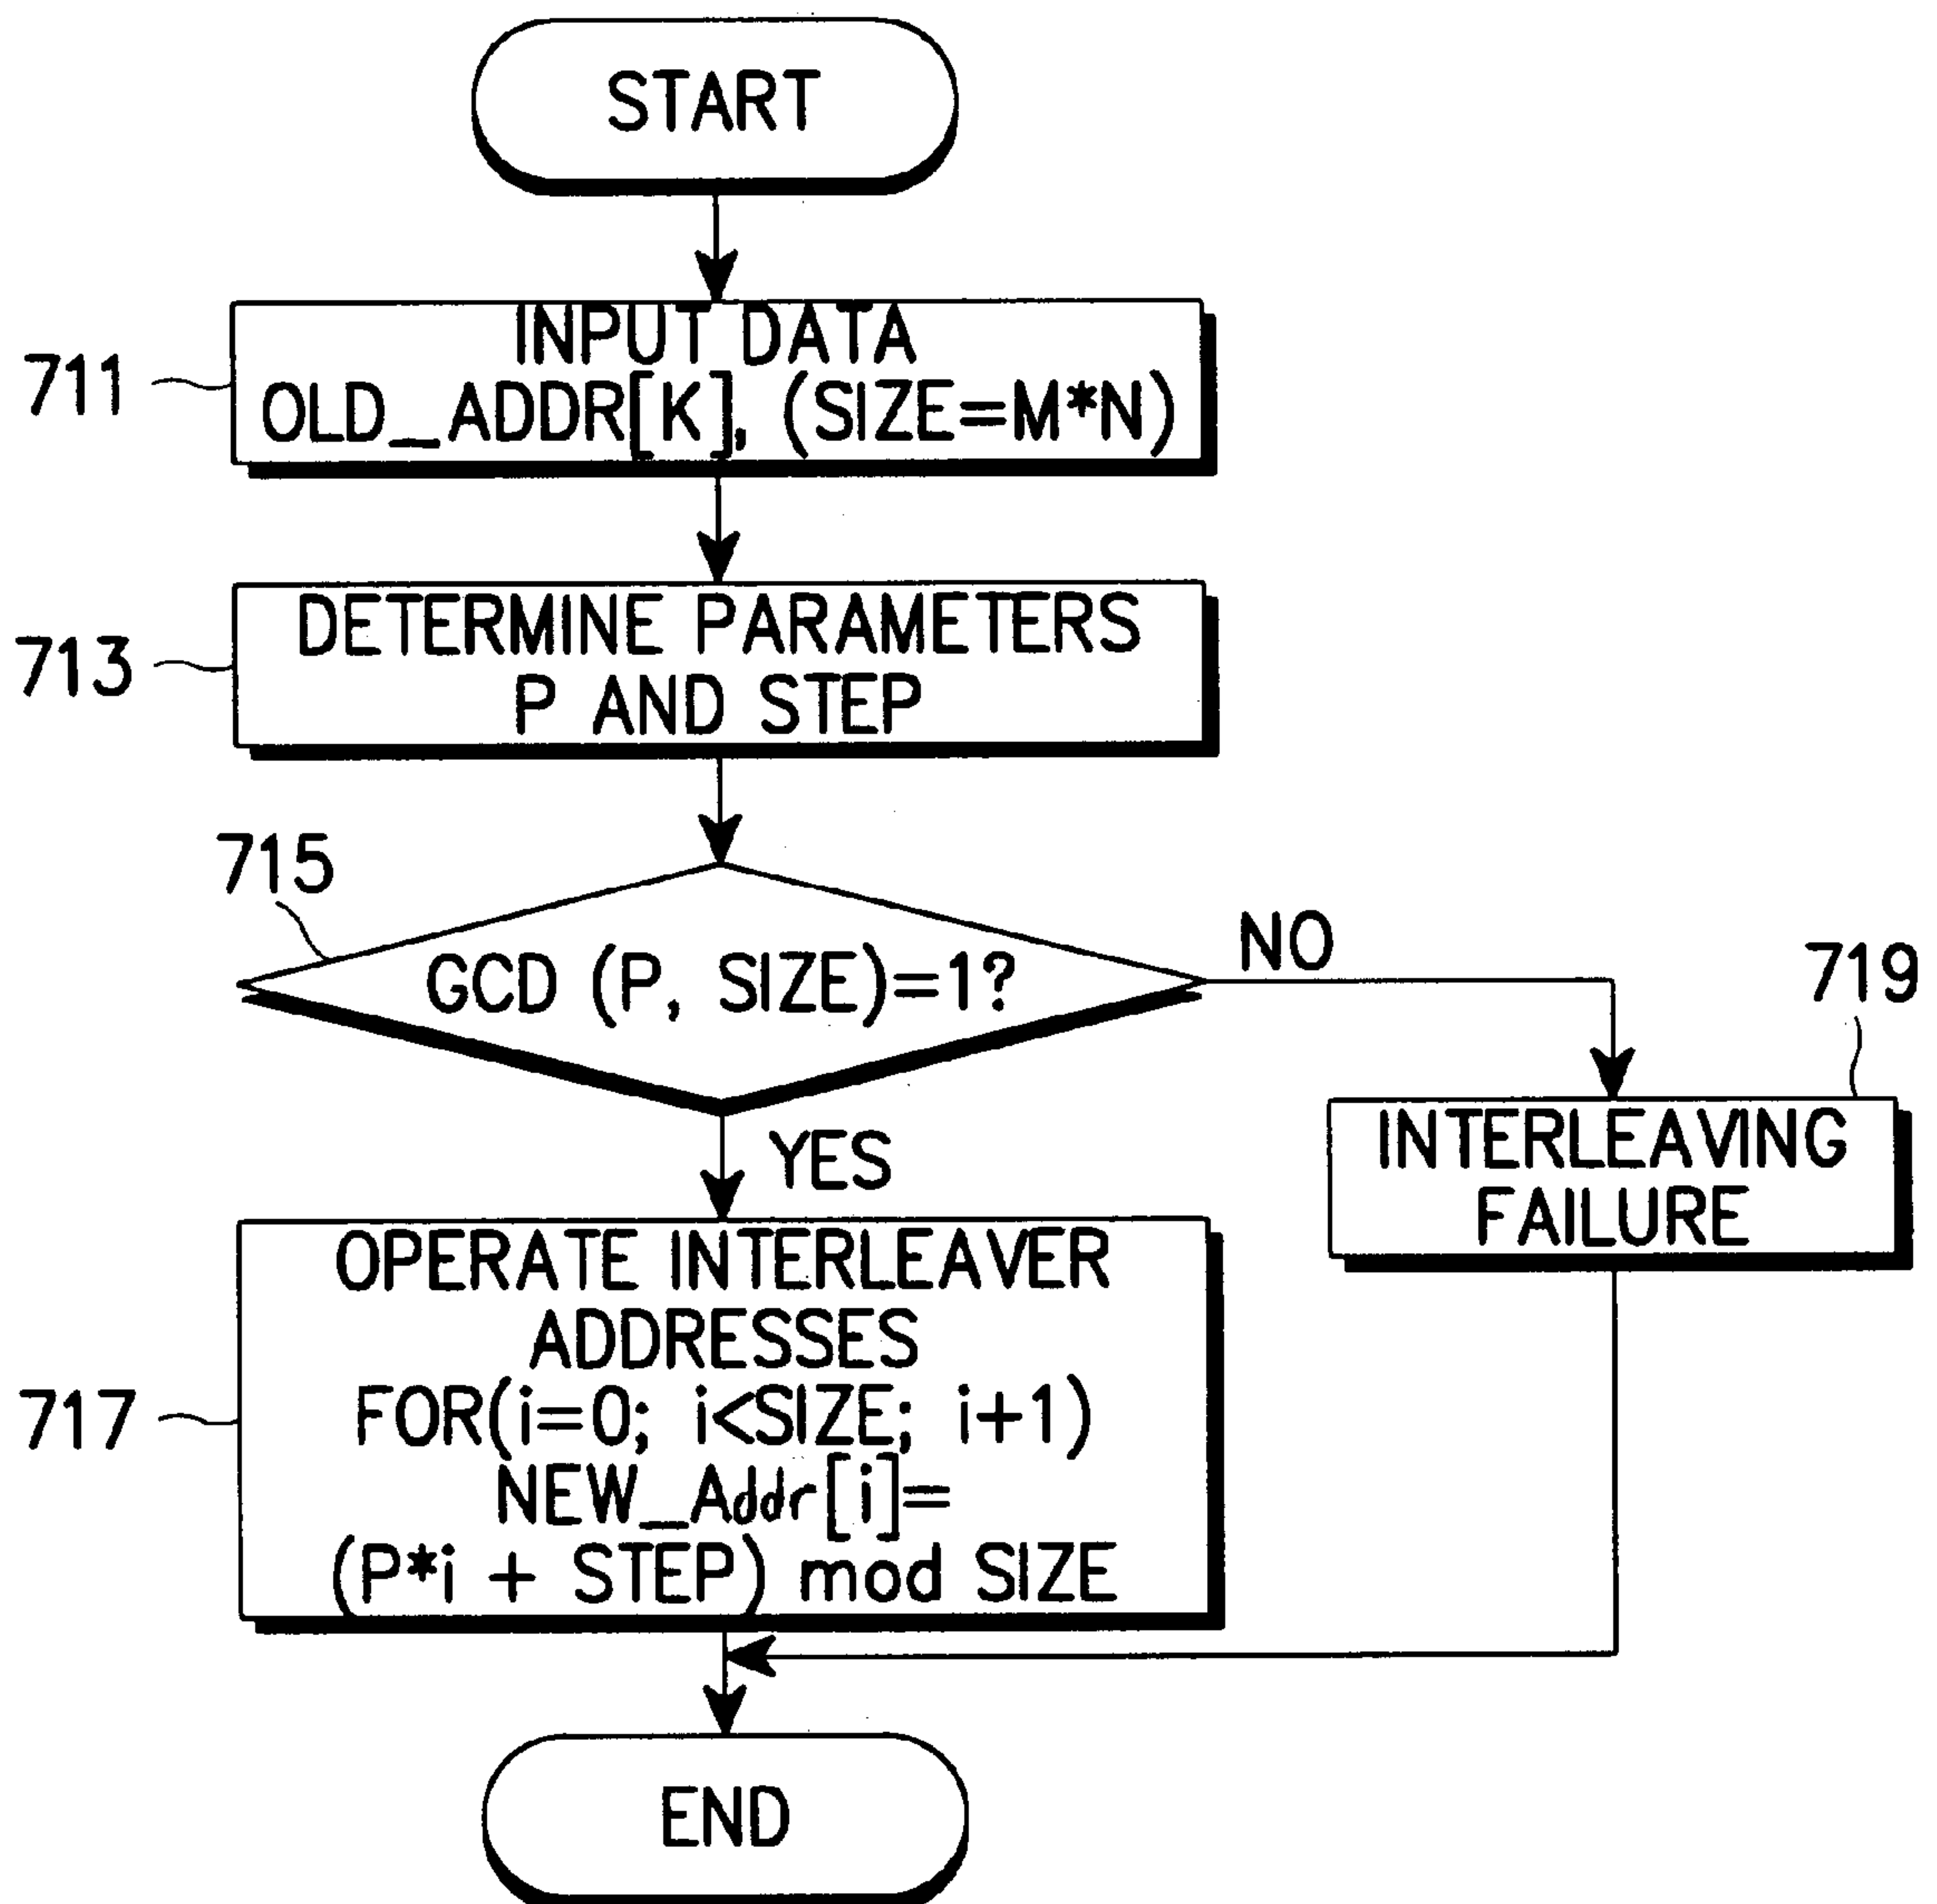 START
711
INPUT DATA
OLD_ADDR[K], (SIZE=M*N)
713
DETERMINE PARAMETERS
P AND STEP
715
GCD (P, SIZE)=1?
NO
719
YES
INTERLEAVING
FAILURE
717
OPERATE INTERLEAVER
ADDRESSES
FOR(i=0; i<SIZE; i+1)
NEW_Addr[i]=
(P*i + STEP) mod SIZE
END